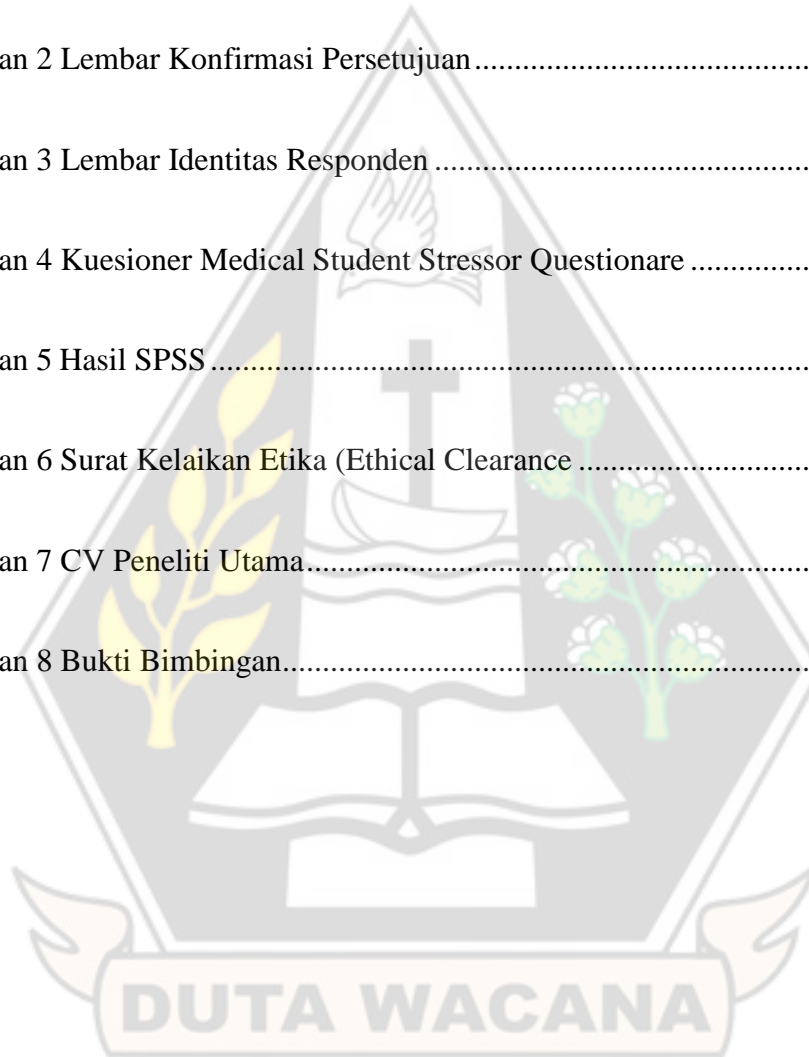 an 2 Lembar Konfirmasi Persetujuan................................................
an 3 Lembar Identitas Responden .....................................................
an 4 Kuesioner Medical Student Stressor Questionare ...............
an 5 Hasil SPSS...............................................................................
an 6 Surat Kelaikan Etika (Ethical Clearance .............................
an 7 CV Peneliti Utama..................................................................
an 8 Bukti Bimbingan.....................................................................
DUTA WACANA